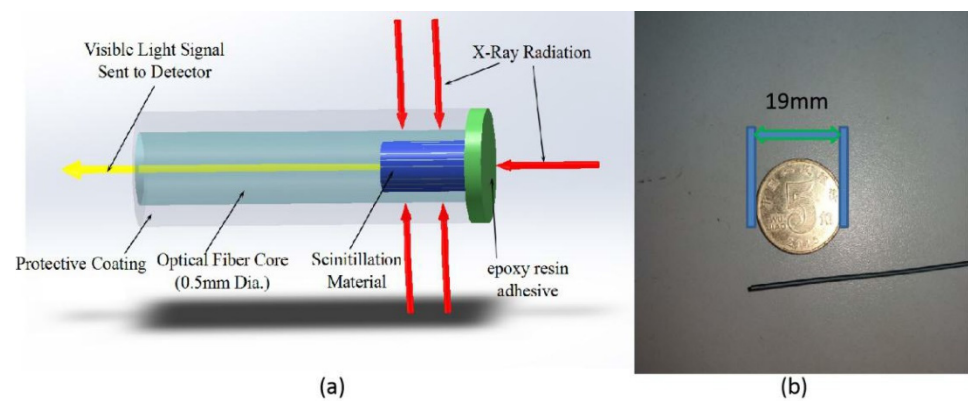 Visible Light Signal
Sent to Detector
X-Ray Radiation
Protective Coating
Optical Fiber Core
(0.5mm Dia.)
Scinitillation
Material
epoxy resin
adhesive
(a)
19mm
5
(b)